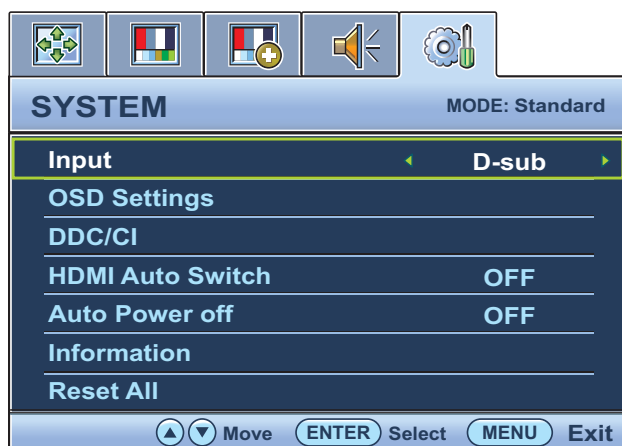 SYSTEM MODE: Standard
Input D-sub
OSD Settings
DDC/CI
HDMI Auto Switch OFF
Auto Power off OFF
Information
Reset All
Move ENTER Select MENU Exit